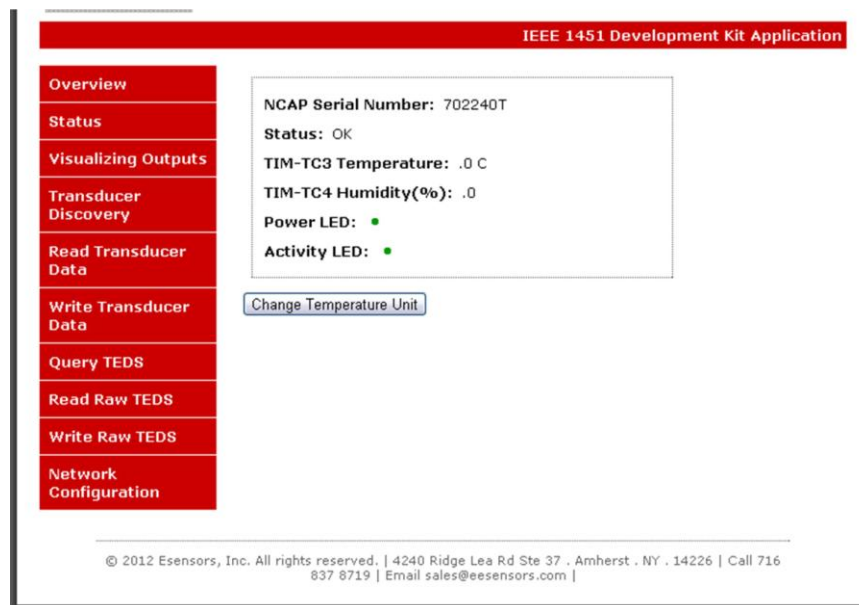 IEEE 1451 Development Kit Application
Overview
Status
Visualizing Outputs
Transducer
Discovery
Read Transducer
Data
Write Transducer
Data
Query TEDS
Read Raw TEDS
Write Raw TEDS
Network
Configuration
NCAP Serial Number: 702240T
Status: OK
TIM-TC3 Temperature: .0 C
TIM-TC4 Humidity(%): .0
Power LED:
Activity LED:
Change Temperature Unit
© 2012 Esensors, Inc. All rights reserved. | 4240 Ridge Lea Rd Ste 37 . Amherst . NY . 14226 | Call 716
837 8719 | Email sales@eesensors.com |